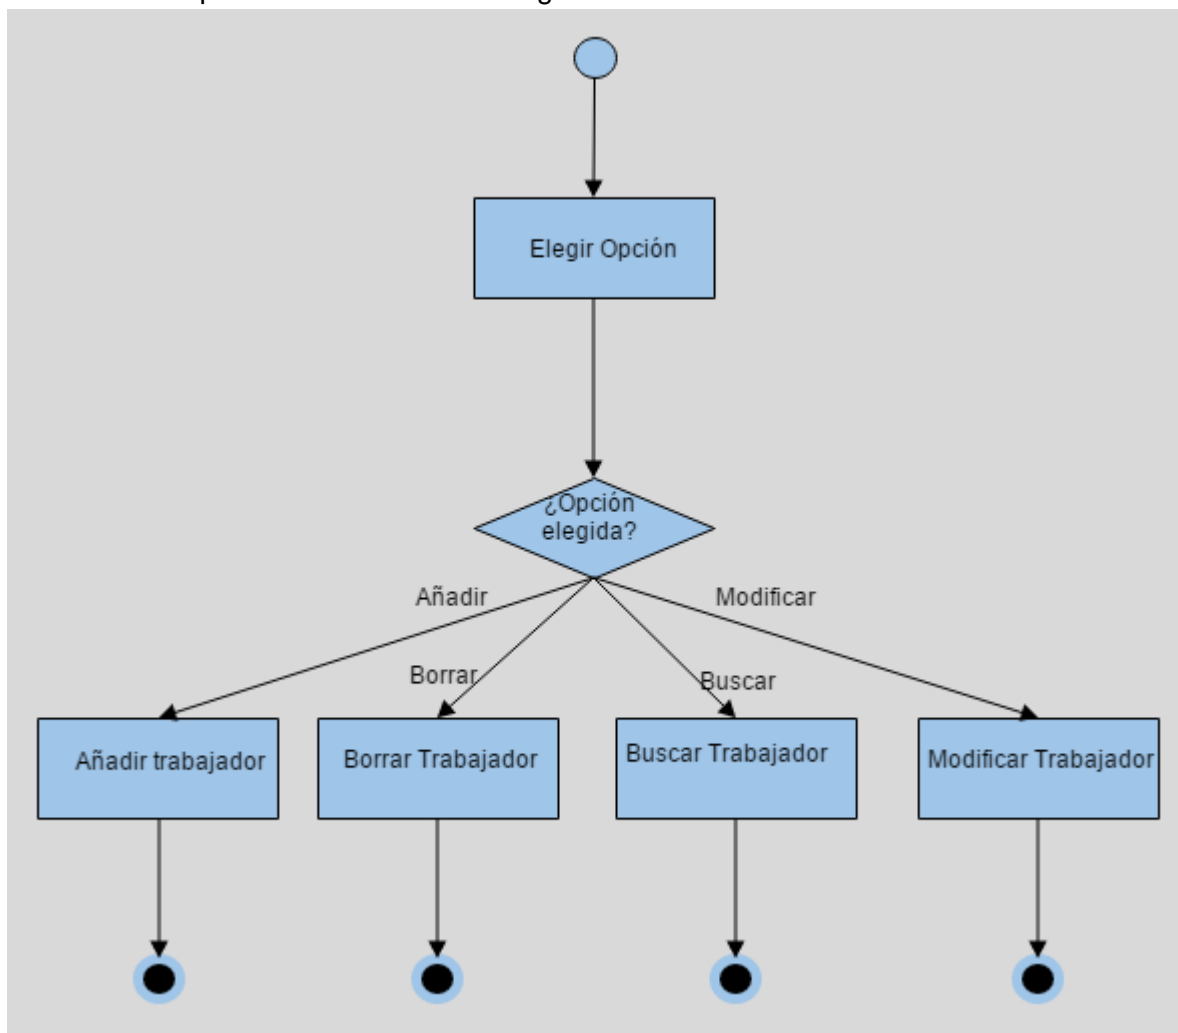 Elegir Opción
¿Opción
elegida?
Añadir
Modificar
Borrar
Buscar
Añadir trabajador
Borrar Trabajador
Buscar Trabajador
Modificar Trabajador